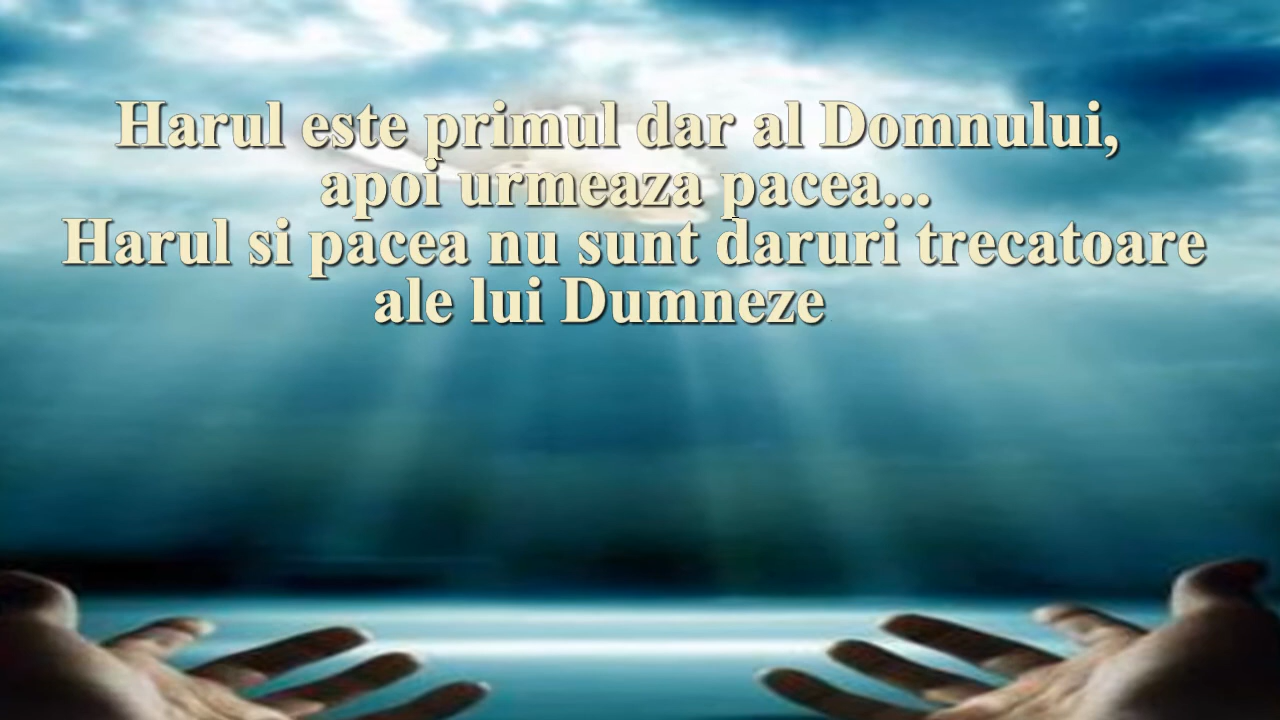 Harul este primul dar al Domnului,
apoi urmeaza pacea...
Harul si pacea nu sunt daruri trecatoare
ale lui Dumneze